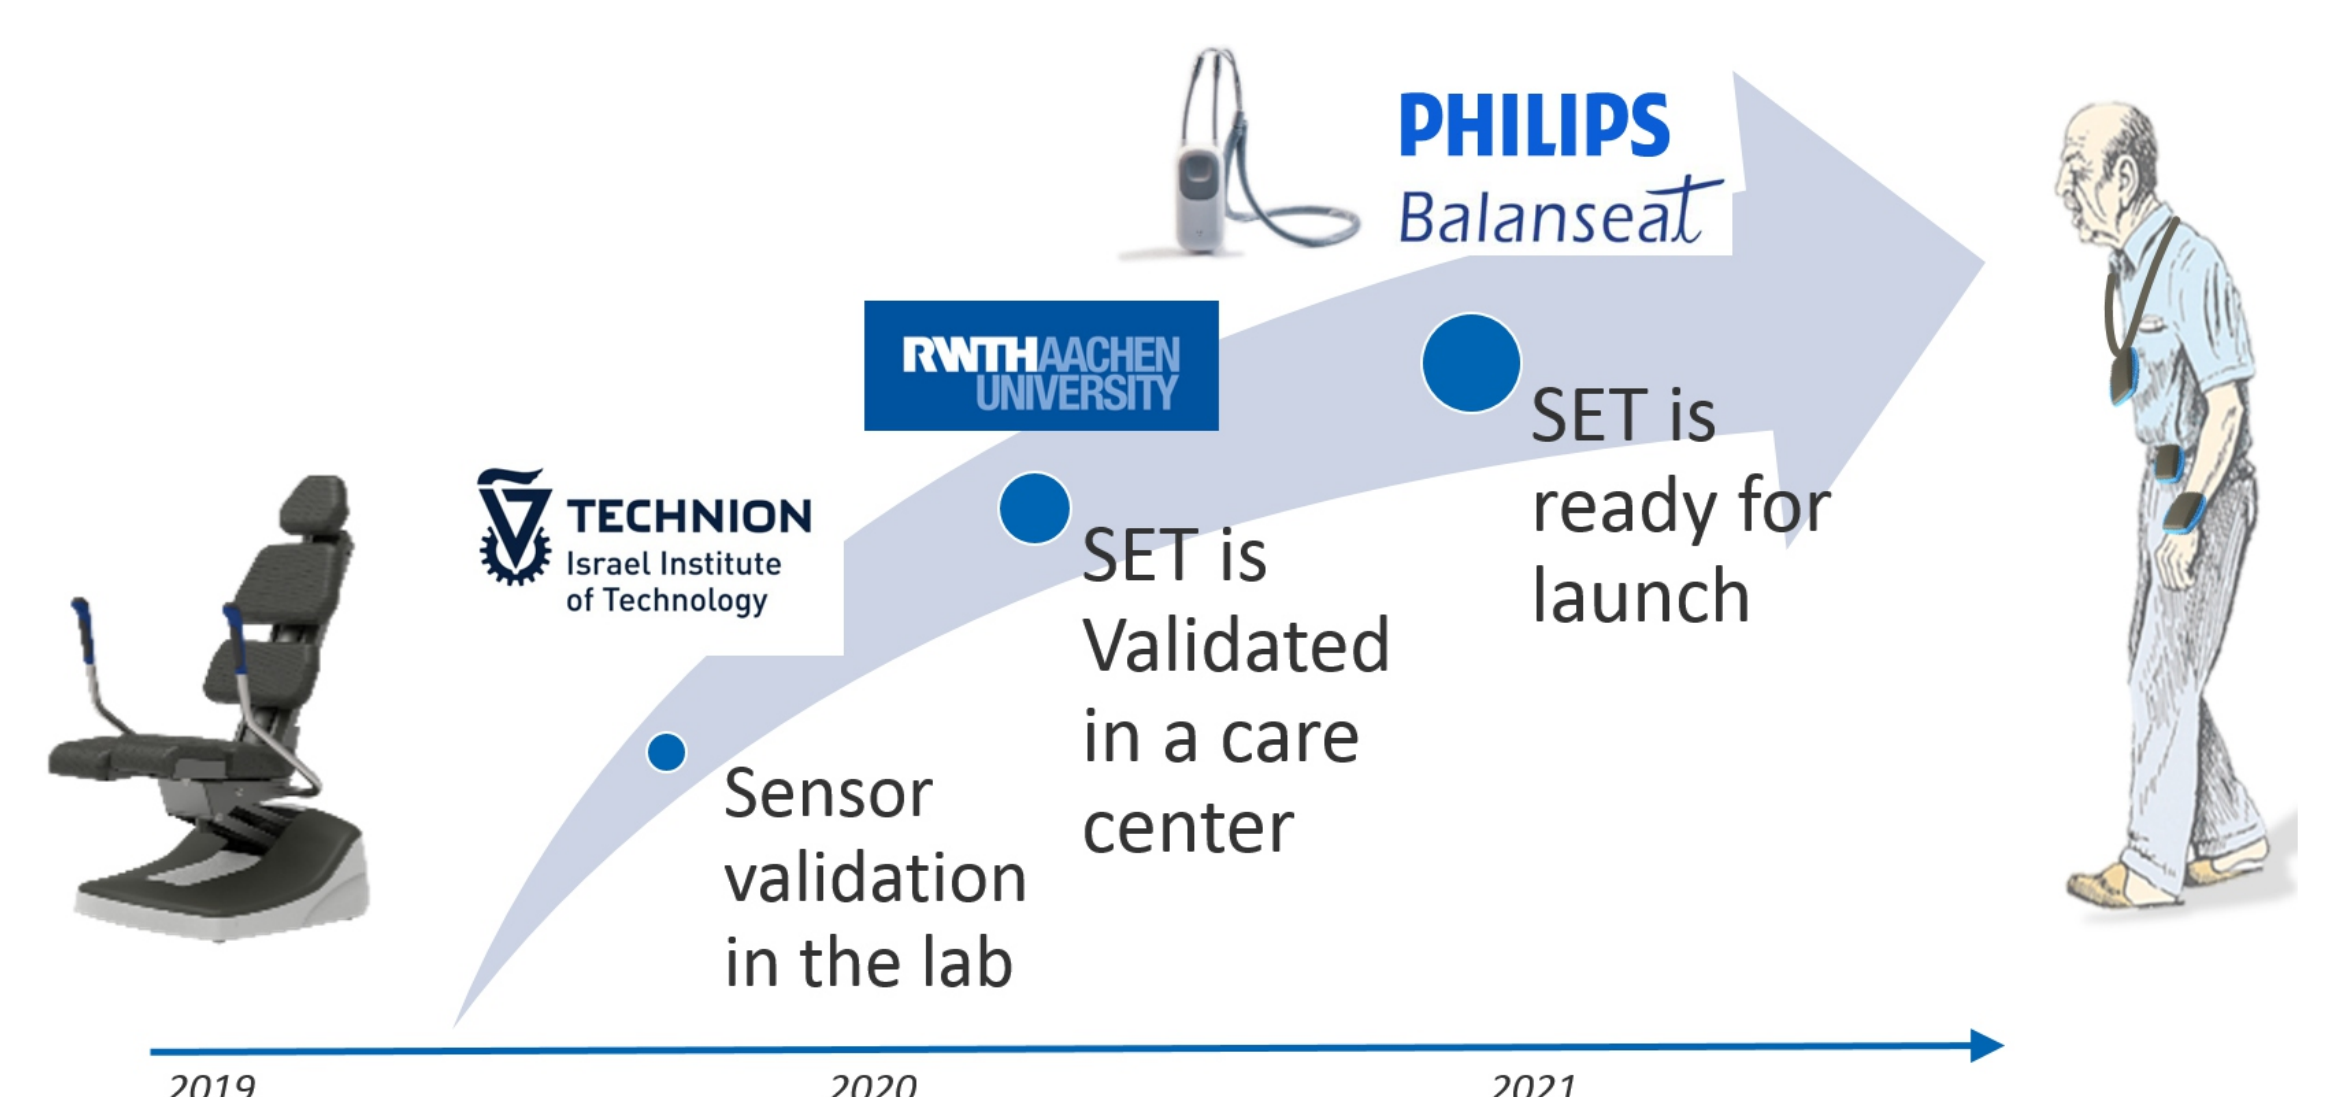 PHILIPS
Balanseat
RWTHAACHEN
UNIVERSITY
TECHNION
Israel Institute
of Technology
SET is
ready for
launch
SET is
Validated
in a care
center
Sensor
validation
in the lab
2019
2020
2021